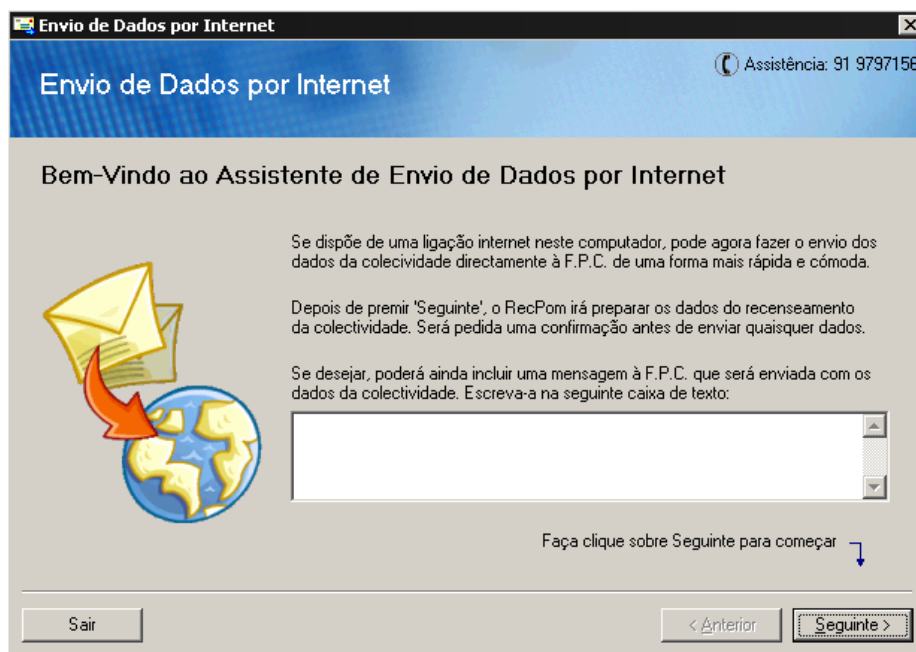 Envio de Dados por Internet
Envio de Dados por Internet
Assistência: 91 9797156
Bem-Vindo ao Assistente de Envio de Dados por Internet
Se dispõe de uma ligação internet neste computador, pode agora fazer o envio dos
dados da colecividade directamente à F.P.C. de uma forma mais rápida e cómoda.
Depois de premir 'Seguinte', o RecPom irá preparar os dados do recenseamento
da colectividade. Será pedida uma confirmação antes de enviar quaisquer dados.
Se desejar, poderá ainda incluir uma mensagem à F.P.C. que será enviada com os
dados da colectividade. Escreva-a na seguinte caixa de texto:
Faça clique sobre Seguinte para começar
Sair
< Anterior
Seguinte >